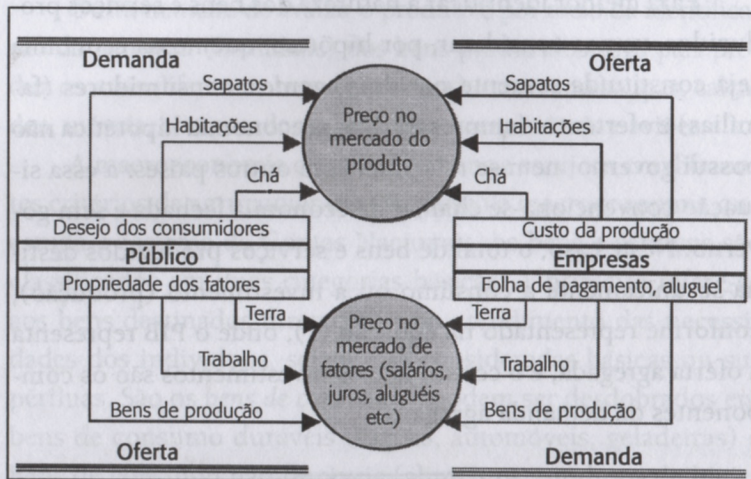 Demanda
Oferta
Sapatos
Sapatos
Habitações
Preço no
mercado do
produto
Habitações
Chá
Chá
Desejo dos consumidores
Custo da produção
Público
Empresas
Propriedade dos fatores
Folha de pagamento, aluguel
Terra
Preço no
mercado de
fatores (salários,
juros, aluguéis
etc.)
Terra
Trabalho
Trabalho
Bens de produção
Bens de produção
Oferta
Demanda